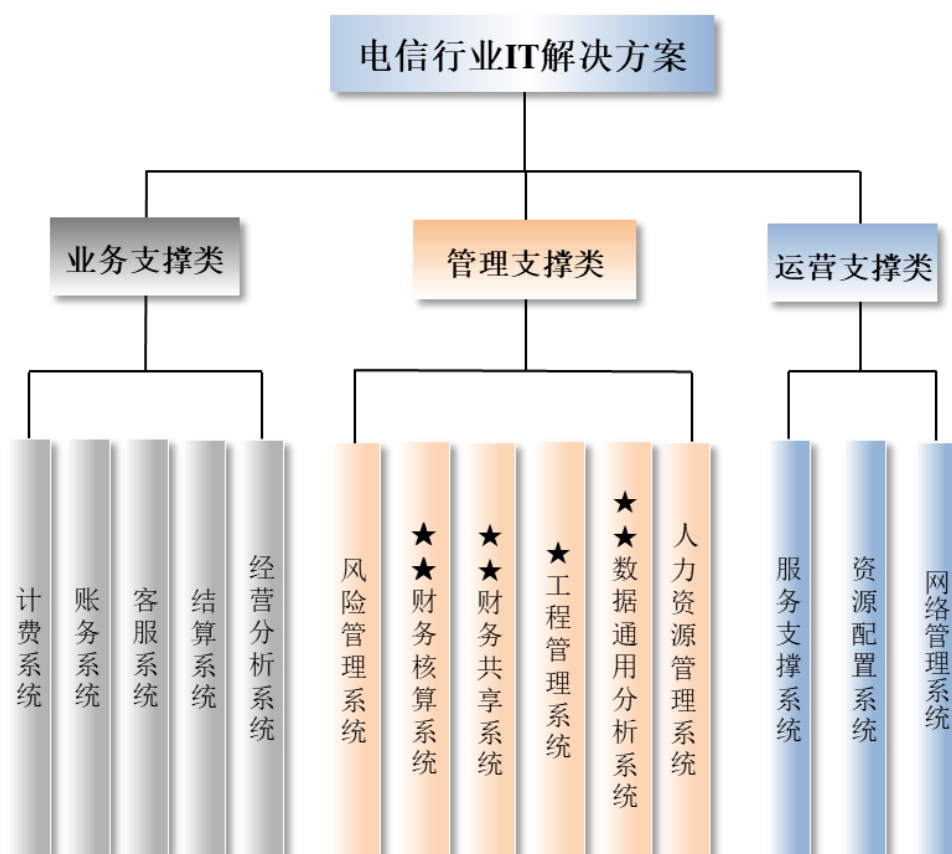 电信行业IT解决方案
业务支撑类
管理支撑类
运营支撑类
计费系统
账务系统
客服系统
结算系统
经营分析系统
风险管理系统
★★财务核算系统
★★财务共享系统
★工程管理系统
★★数据通用分析系统
人力资源管理系统
服务支撑系统
资源配置系统
网络管理系统